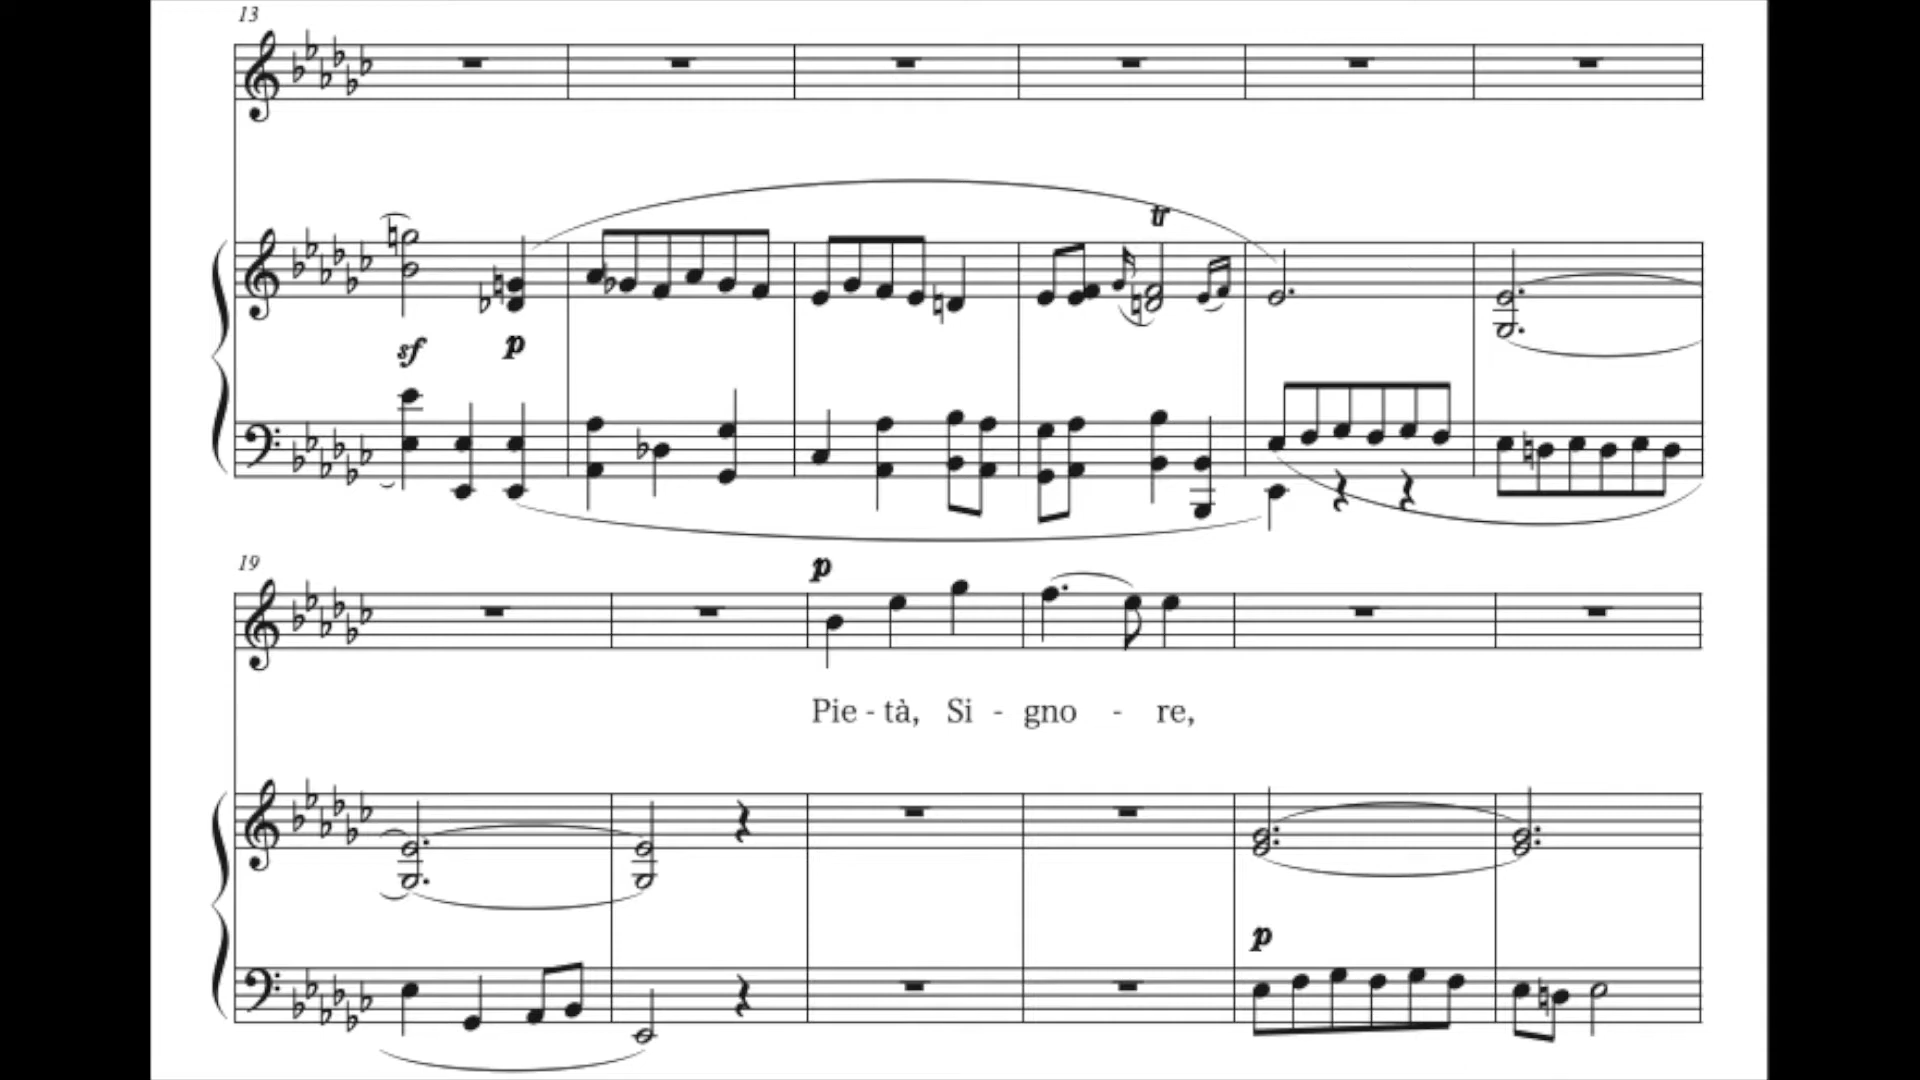 13
tr
sf p
19
p
Pie - tà, Si - gno - re,
p